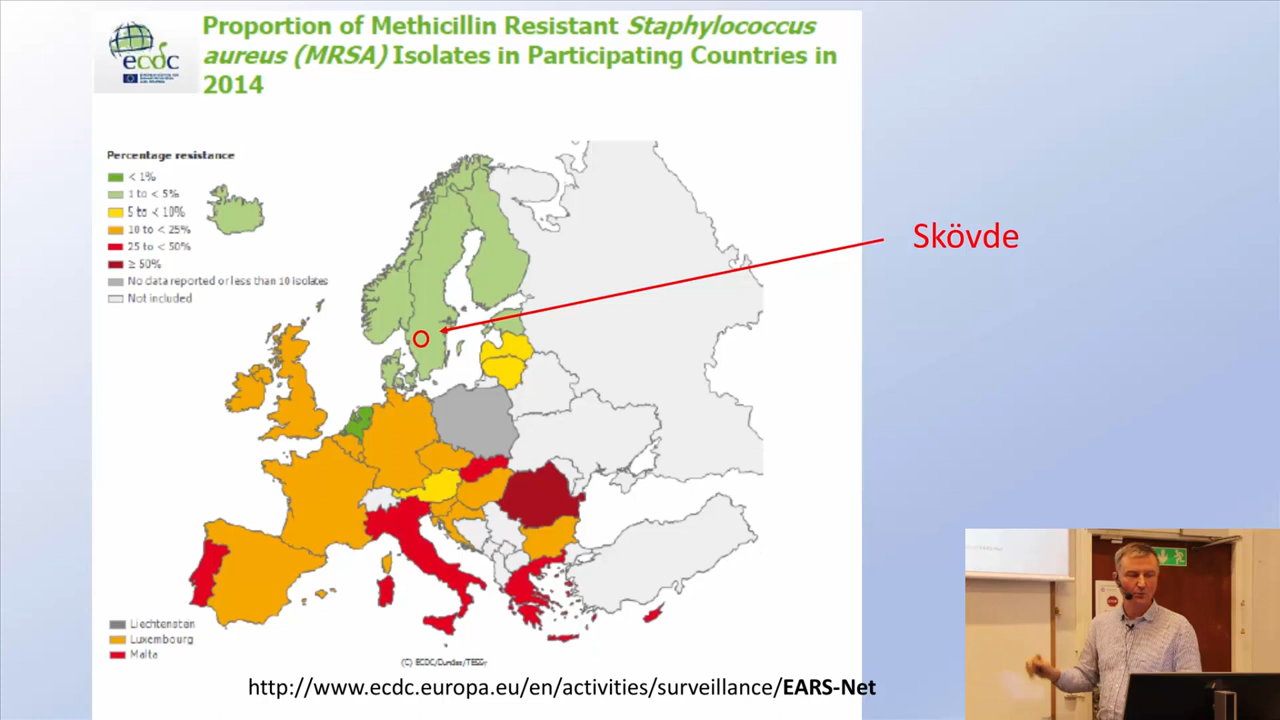 Proportion of Methicillin Resistant Staphylococcus
aureus (MRSA) Isolates in Participating Countries in
2014
ecdc
Percentage resistance
< 1%
1 to < 5%
5 to < 10%
10 to < 25%
25 to < 50%
≥ 50%
No data reported or less than 10 isolates
Not included
Skövde
Liechtenstein
Luxembourg
Malta
(C) ECDC/Dundas/TESSy
http://www.ecdc.europa.eu/en/activities/surveillance/EARS-Net